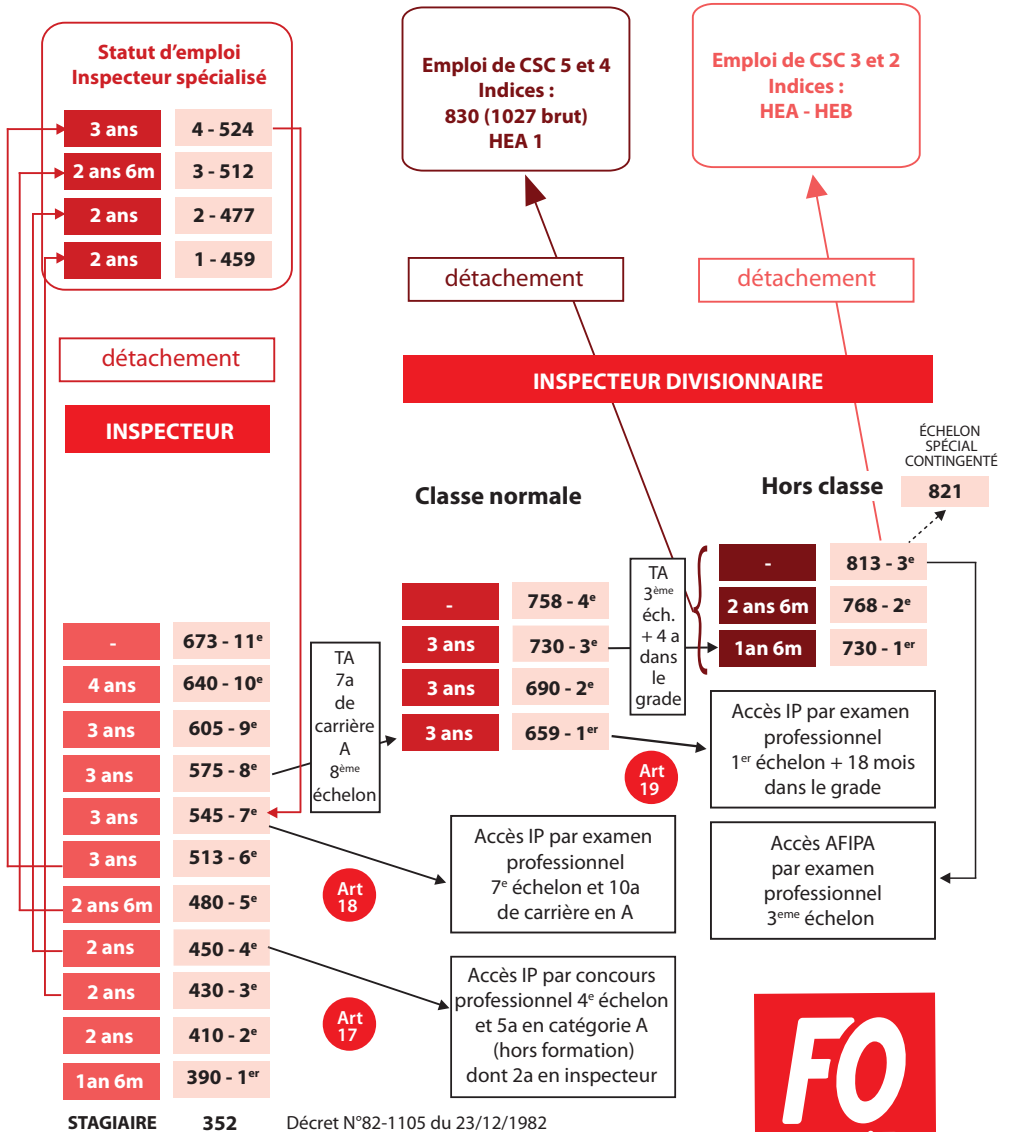 Statut d'emploi
Inspecteur spécialisé
3 ans 4 - 524
2 ans 6m 3 - 512
2 ans 2 - 477
2 ans 1 - 459
détachement
INSPECTEUR
- 673 - 11e
4 ans 640 - 10e
3 ans 605 - 9e
3 ans 575 - 8e
3 ans 545 - 7e
3 ans 513 - 6e
2 ans 6m 480 - 5e
2 ans 450 - 4e
2 ans 430 - 3e
2 ans 410 - 2e
1an 6m 390 - 1er
STAGIAIRE 352
Décret N°82-1105 du 23/12/1982
Emploi de CSC 5 et 4
Indices :
830 (1027 brut)
HEA 1
détachement
Emploi de CSC 3 et 2
Indices :
HEA - HEB
détachement
INSPECTEUR DIVISIONNAIRE
TA
7a
de
carrière
A
8ème
échelon
Classe normale
- 758 - 4e
3 ans 730 - 3e
3 ans 690 - 2e
3 ans 659 - 1er
TA
3ème
éch.
+ 4 a
dans
le
grade
Hors classe
ÉCHELON
SPÉCIAL
CONTINGENTÉ
821
- 813 - 3e
2 ans 6m 768 - 2e
1an 6m 730 - 1er
Art
19
Accès IP par examen
professionnel
1er échelon + 18 mois
dans le grade
Art
18
Accès IP par examen
professionnel
7e échelon et 10a
de carrière en A
Accès AFIPA
par examen
professionnel
3eme échelon
Art
17
Accès IP par concours
professionnel 4e échelon
et 5a en catégorie A
(hors formation)
dont 2a en inspecteur
FO